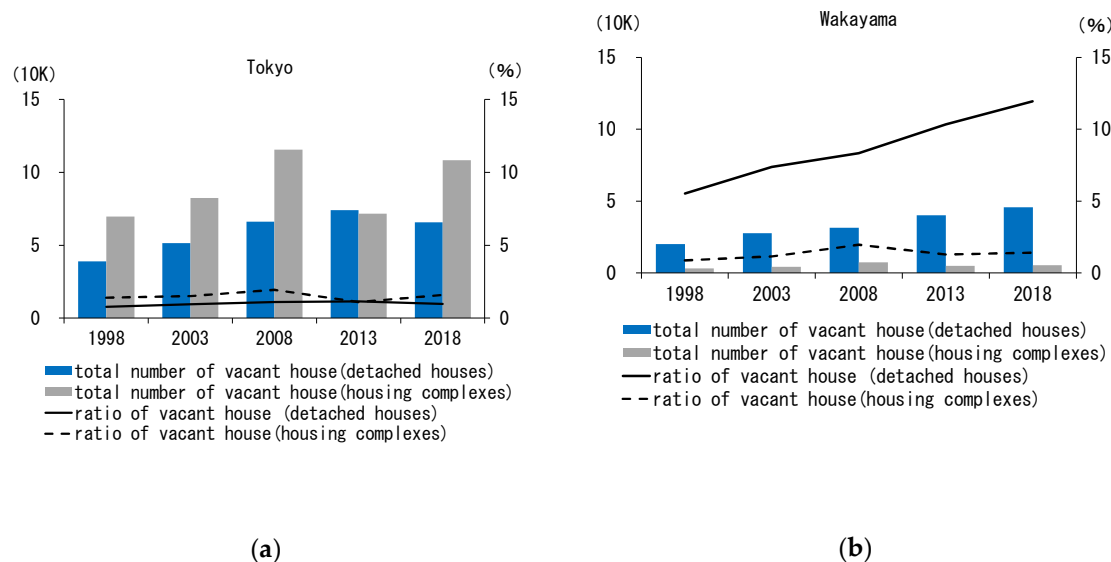 Tokyo
(10K)
(%)
15
10
5
0
15
10
5
0
1998 2003 2008 2013 2018
total number of vacant house(detached houses)
total number of vacant house(housing complexes)
ratio of vacant house (detached houses)
ratio of vacant house(housing complexes)
(a)
Wakayama
(10K)
(%)
15
10
5
0
15
10
5
0
1998 2003 2008 2013 2018
total number of vacant house(detached houses)
total number of vacant house(housing complexes)
ratio of vacant house (detached houses)
ratio of vacant house(housing complexes)
(b)